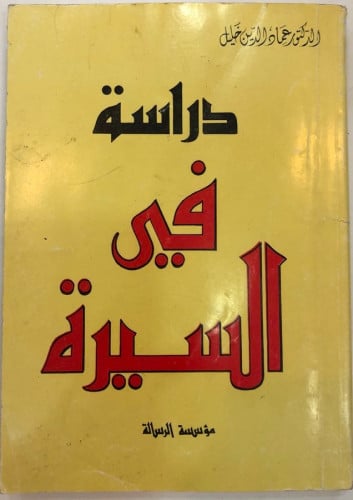 الدكتور عماد الدين خليل
دراسة
في
السيرة
مؤسسة الرسالة